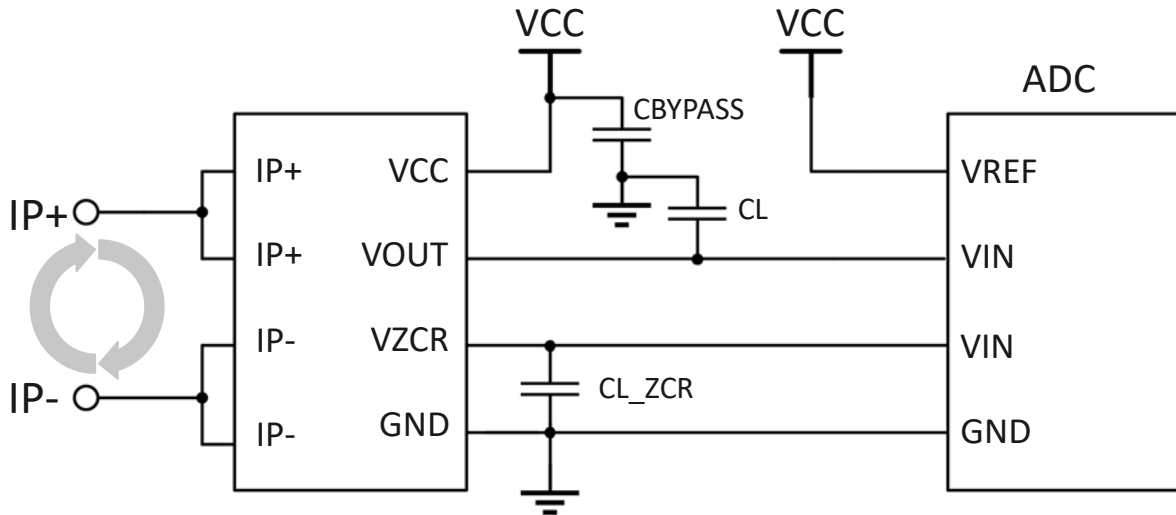 VCC
VCC
ADC
CBYPASS
IP+
VCC
VREF
IP+
CL
IP+
VOUT
VIN
IP-
VZCR
VIN
IP-
CL_ZCR
IP-
GND
GND